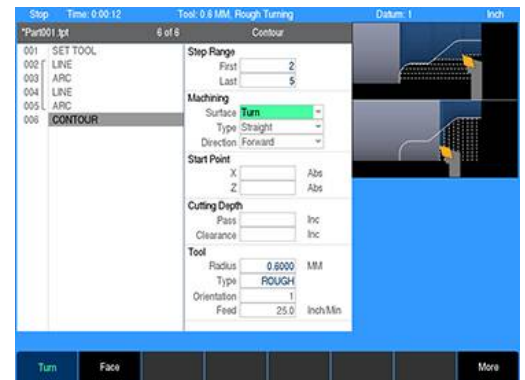 Stop Time: 0:00:12 Tool: 0.6 MM, Rough Turning Datum: 1 Inch
*Part001.tpt 6 of 6 Contour
001 SET TOOL
002 LINE
003 ARC
004 LINE
005 ARC
006 CONTOUR
Step Range
First 2
Last 5
Machining
Surface Turn
Type Straight
Direction Forward
Start Point
X Abs
Z Abs
Cutting Depth
Pass Inc
Clearance Inc
Tool
Radius 0.6000 MM
Type ROUGH
Orientation 1
Feed 25.0 Inch/Min
Turn Face More